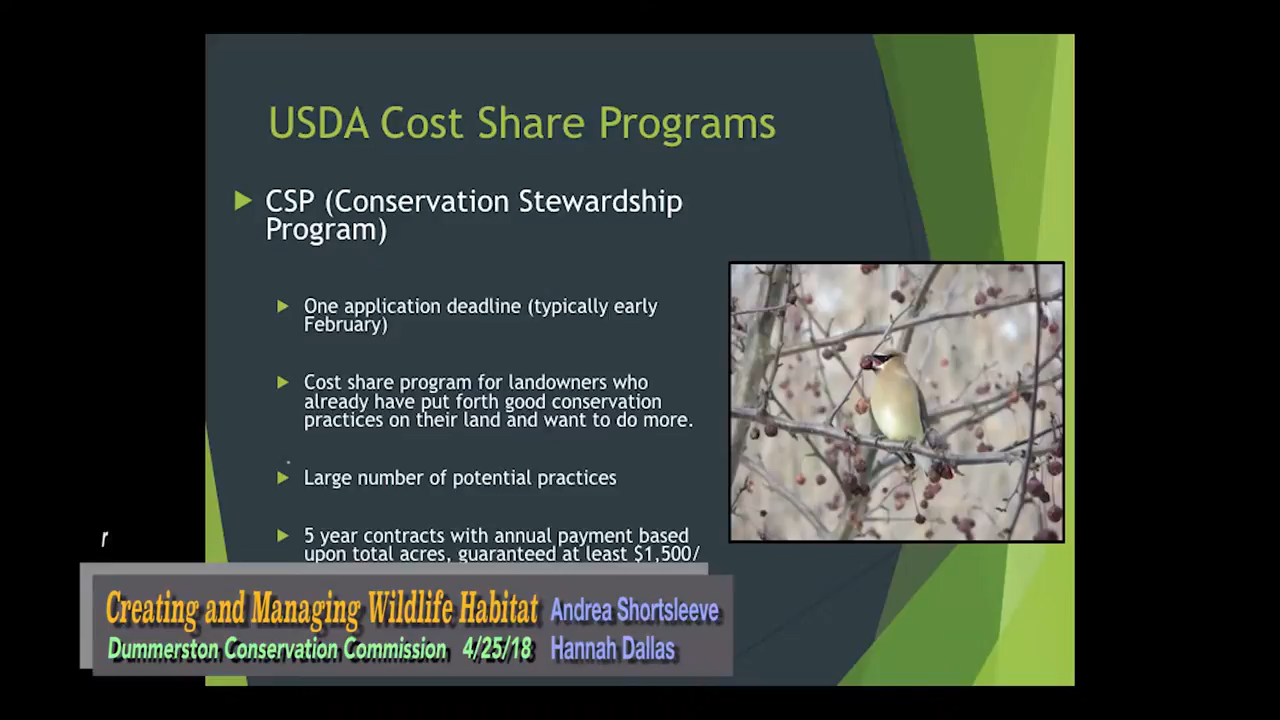 USDA Cost Share Programs
CSP (Conservation Stewardship
Program)
One application deadline (typically early
February)
Cost share program for landowners who
already have put forth good conservation
practices on their land and want to do more.
Large number of potential practices
5 year contracts with annual payment based
upon total acres, guaranteed at least $1,500/
r
Creating and Managing Wildlife Habitat Andrea Shortsleeve
Dummerston Conservation Commission 4/25/18 Hannah Dallas